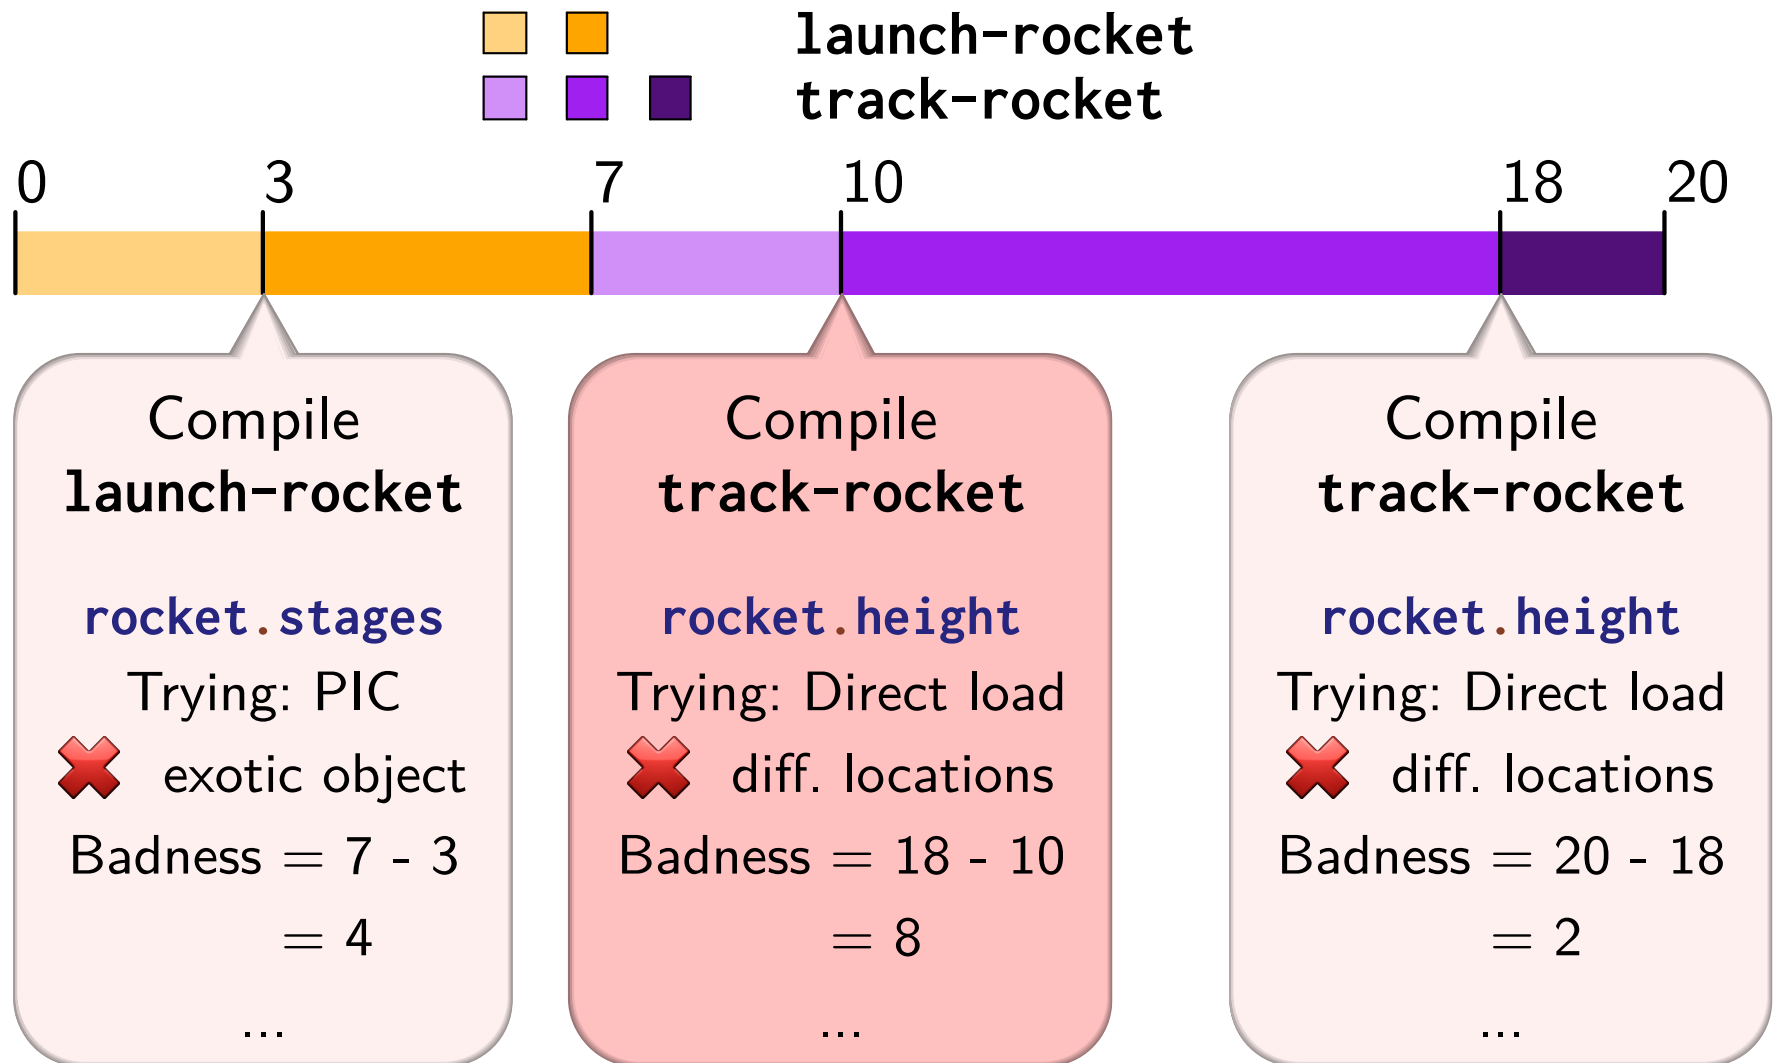 launch-rocket
track-rocket
0 3 7 10 18 20
Compile
launch-rocket
rocket.stages
Trying: PIC
exotic object
Badness = 7 - 3
= 4
...
Compile
track-rocket
rocket.height
Trying: Direct load
diff. locations
Badness = 18 - 10
= 8
...
Compile
track-rocket
rocket.height
Trying: Direct load
diff. locations
Badness = 20 - 18
= 2
...